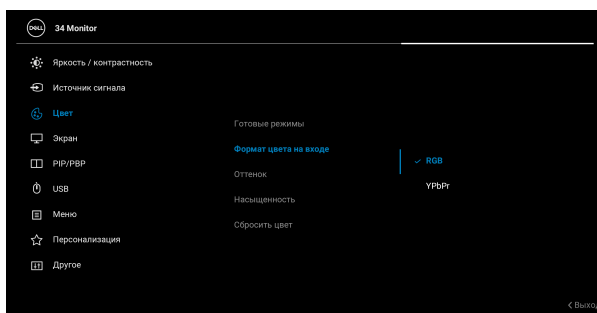 DELL
34 Monitor
Яркость / контрастность
Источник сигнала
Цвет
Экран
PIP/PBP
USB
Меню
Персонализация
Другое
Готовые режимы
Формат цвета на входе
Оттенок
Насыщенность
Сбросить цвет
RGB
YPbPr
Выход